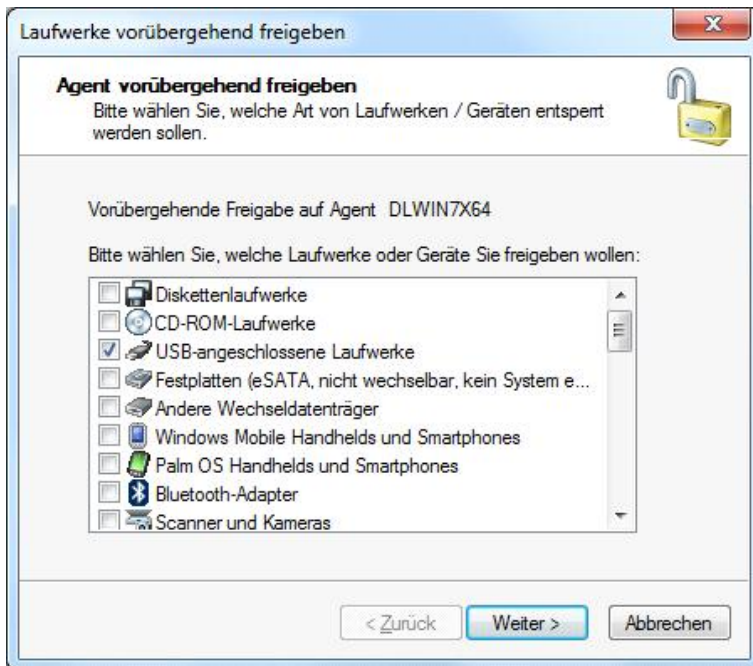 Laufwerke vorübergehend freigeben
Agent vorübergehend freigeben
Bitte wählen Sie, welche Art von Laufwerken / Geräten entsperrt
werden sollen.
Vorübergehende Freigabe auf Agent DLWIN7X64
Bitte wählen Sie, welche Laufwerke oder Geräte Sie freigeben wollen:
Diskettenlaufwerke
CD-ROM-Laufwerke
USB-angeschlossene Laufwerke
Festplatten (eSATA, nicht wechselbar, kein System e...
Andere Wechseldatenträger
Windows Mobile Handhelds und Smartphones
Palm OS Handhelds und Smartphones
Bluetooth-Adapter
Scanner und Kameras
< Zurück Weiter > Abbrechen